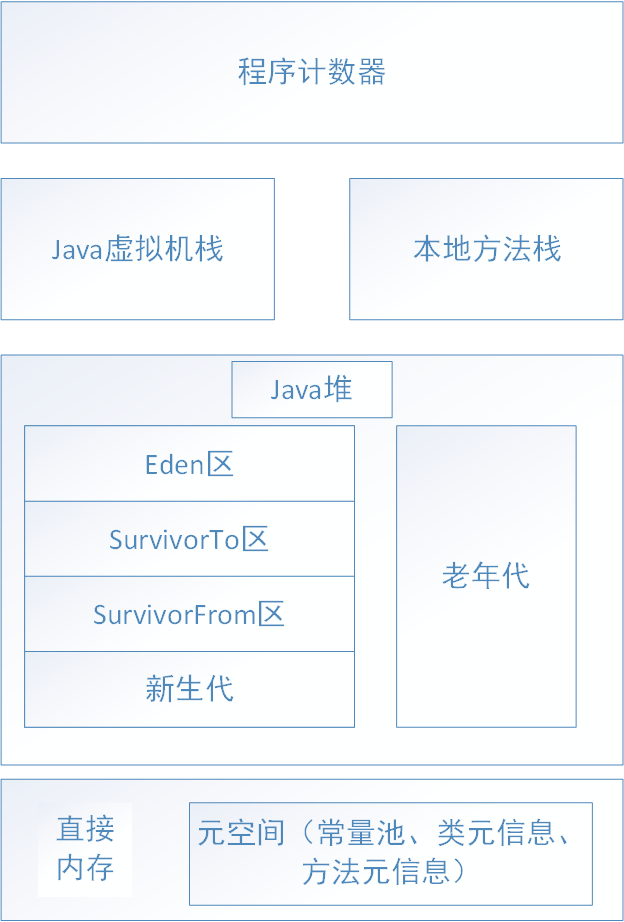 程序计数器
Java虚拟机栈
本地方法栈
Java堆
Eden区
SurvivorTo区
SurvivorFrom区
新生代
老年代
直接
内存
元空间（常量池、类元信息、
方法元信息）